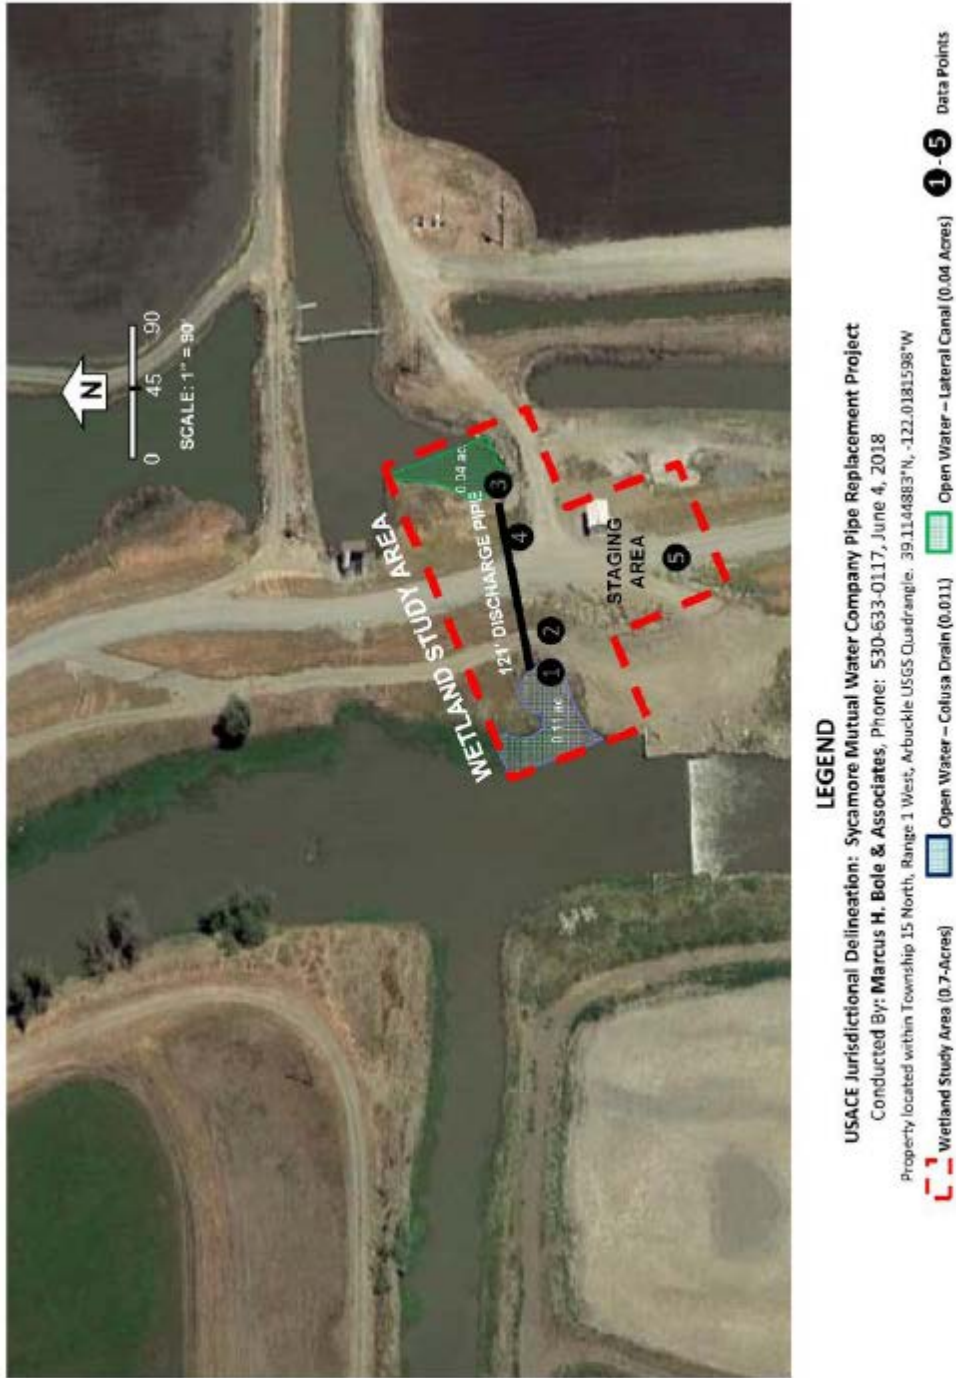 N
0 45 90
SCALE: 1" = 90'
WETLAND STUDY AREA
0.04 ac.
121' DISCHARGE PIPE
3
4
1
2
0.11 ac.
STAGING
AREA
5
LEGEND
USACE Jurisdictional Delineation: Sycamore Mutual Water Company Pipe Replacement Project
Conducted By: Marcus H. Bole & Associates, Phone: 530-633-0117, June 4, 2018
Property located within Township 15 North, Range 1 West, Arbuckle USGS Quadrangle. 39.1144883°N, -122.0181598°W
Wetland Study Area (0.7-Acres) Open Water – Colusa Drain (0.011) Open Water – Lateral Canal (0.04 Acres) 1 - 5 Data Points